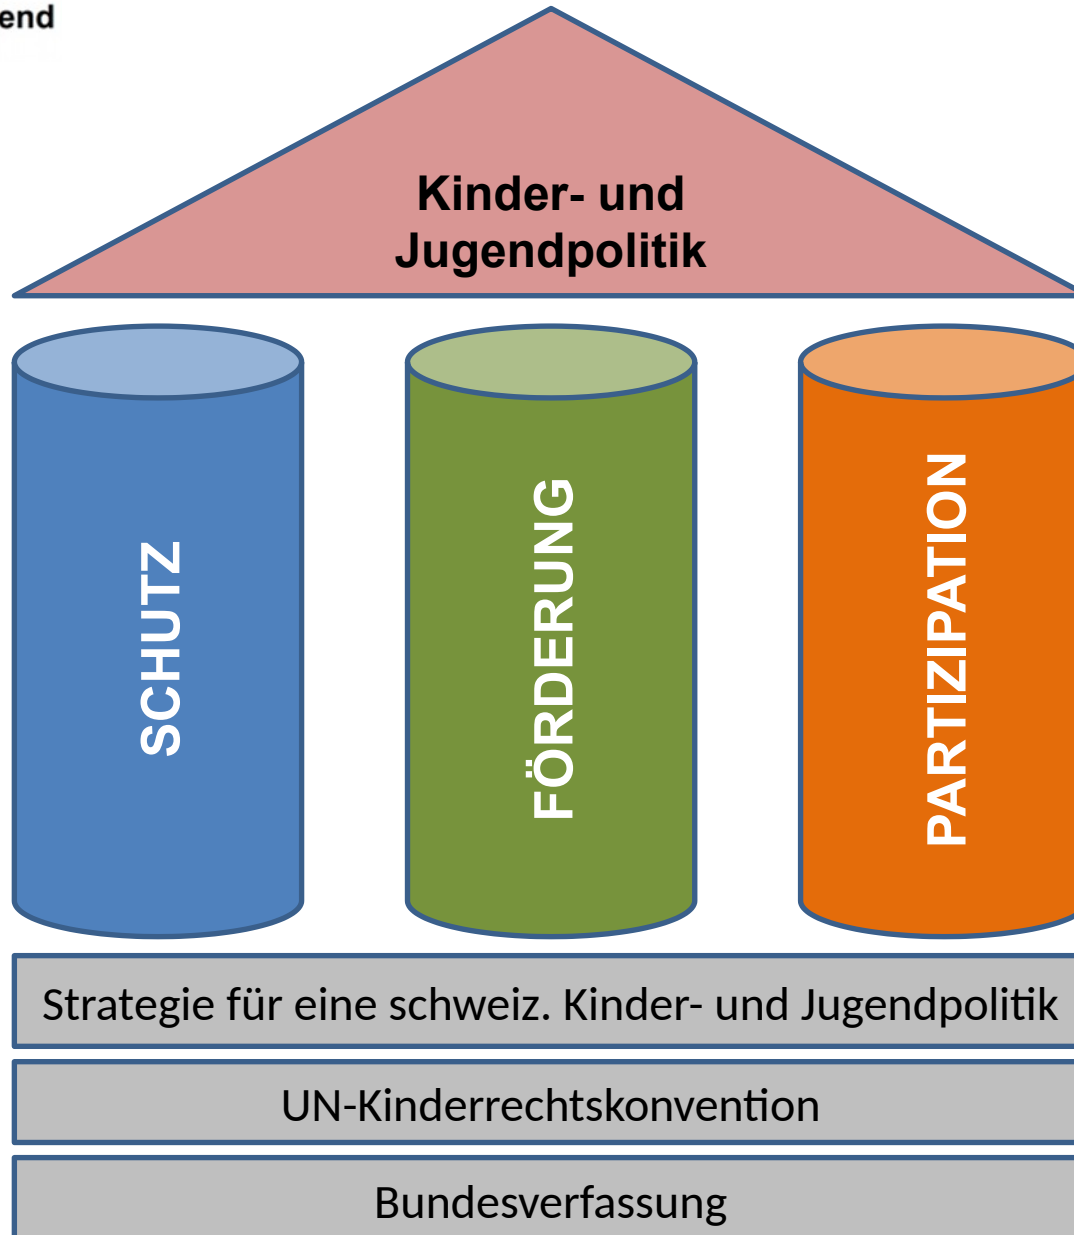 end
Kinder- und
Jugendpolitik
SCHUTZ
FÖRDERUNG
PARTIZIPATION
Strategie für eine schweiz. Kinder- und Jugendpolitik
UN-Kinderrechtskonvention
Bundesverfassung